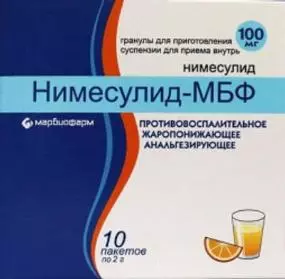 гранулы для приготовления
суспензии для приема внутрь
100
мг
нимесулид
Нимесулид-МБФ
марбиофарм
ПРОТИВОВОСПАЛИТЕЛЬНОЕ
ЖАРОПОНИЖАЮЩЕЕ
АНАЛЬГЕЗИРУЮЩЕЕ
10
пакетов
по 2 г